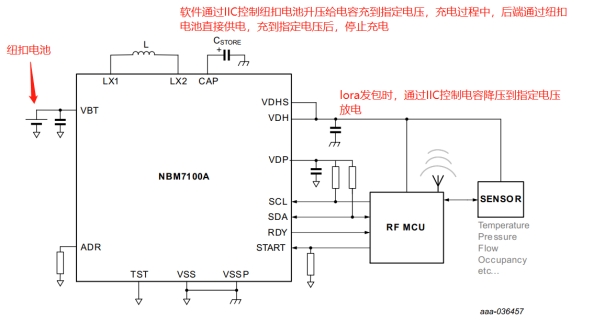 软件通过IIC控制纽扣电池升压给电容充到指定电压，充电过程中，后端通过纽扣
电池直接供电，充到指定电压后，停止充电
纽扣电池
L
CSTORE
LX1
LX2
CAP
VBT
VDHS
VDH
lora发包时，通过IIC控制电容降压到指定电压
放电
VDP
NBM7100A
SCL
SDA
RDY
START
RF MCU
SENSOR
Temperature
Pressure
Flow
Occupancy
etc...
ADR
TST
VSS
VSSP
aaa-036457